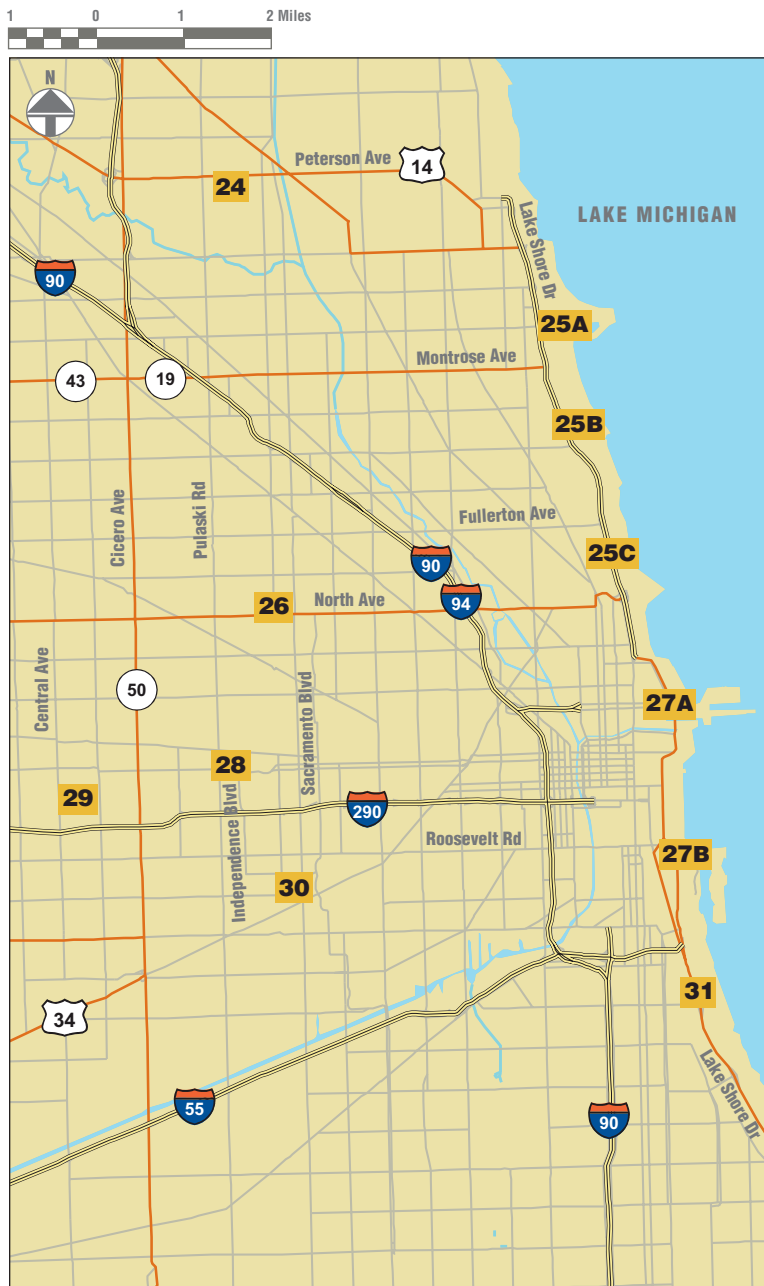 1 0 1 2 Miles
N
Peterson Ave
14
24
LAKE MICHIGAN
Lake Shore Dr
90
25A
Montrose Ave
43
19
25B
Cicero Ave
Pulaski Rd
Fullerton Ave
25C
90
94
26
North Ave
Central Ave
50
Sacramento Blvd
27A
28
29
Independence Blvd
290
Roosevelt Rd
27B
30
31
34
Lake Shore Dr
55
90